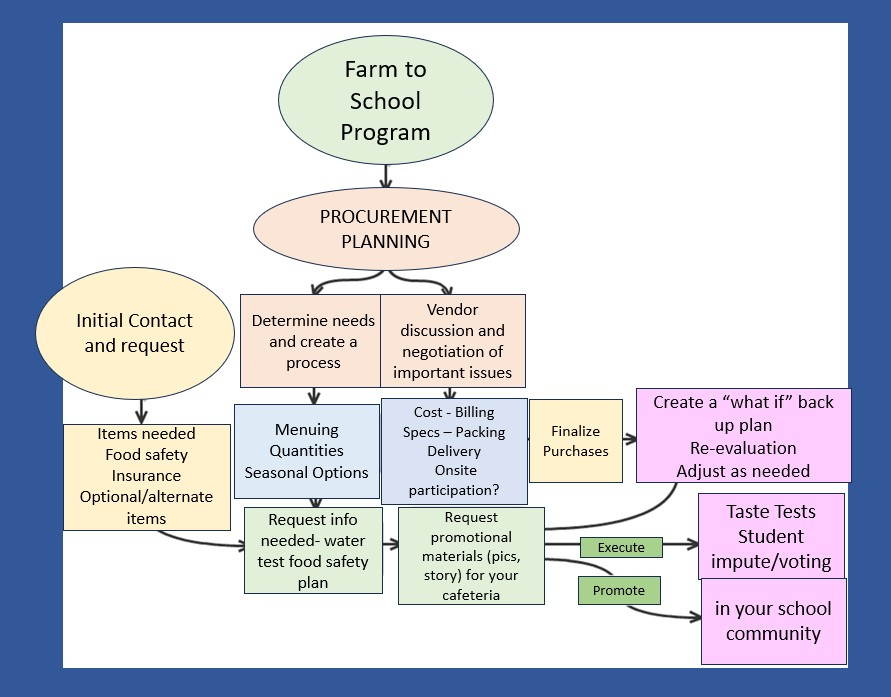 Farm to
School
Program
PROCUREMENT
PLANNING
Initial Contact
and request
Determine needs
and create a
process
Vendor
discussion and
negotiation of
important issues
Items needed
Food safety
Insurance
Optional/alternate
items
Menuing
Quantities
Seasonal Options
Cost - Billing
Specs – Packing
Delivery
Onsite
participation?
Finalize
Purchases
Create a “what if” back
up plan
Re-evaluation
Adjust as needed
Request info
needed- water
test food safety
plan
Request
promotional
materials (pics,
story) for your
cafeteria
Execute
Taste Tests
Student
impute/voting
Promote
in your school
community